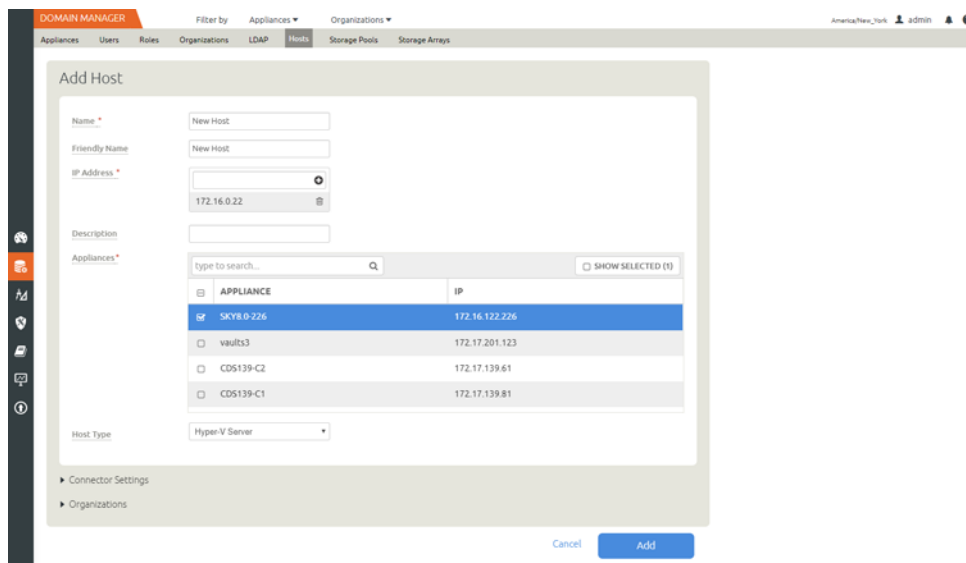 DOMAIN MANAGER Filter by Appliances Organizations America/New_York admin
Appliances Users Roles Organizations LDAP Hosts Storage Pools Storage Arrays
Add Host
Name * New Host
Friendly Name New Host
IP Address *
172.16.0.22
Description
Appliances* type to search... SHOW SELECTED (1)
APPLIANCE IP
SKY8.0-226 172.16.122.226
vaults3 172.17.201.123
CDS139-C2 172.17.139.61
CDS139-C1 172.17.139.81
Host Type Hyper-V Server
Connector Settings
Organizations
Cancel Add